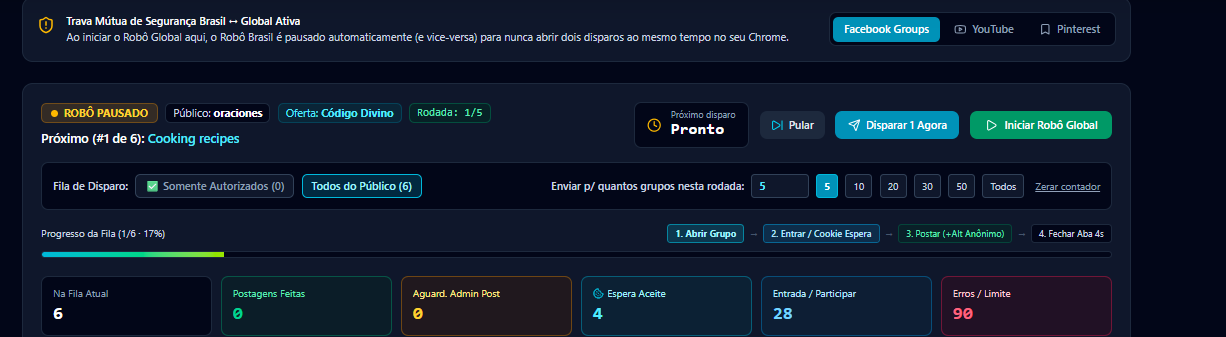 Trava Mútua de Segurança Brasil ↔ Global Ativa
Ao iniciar o Robô Global aqui, o Robô Brasil é pausado automaticamente (e vice-versa) para nunca abrir dois disparos ao mesmo tempo no seu Chrome.
Facebook Groups
YouTube
Pinterest
ROBÔ PAUSADO
Público: oraciones
Oferta: Código Divino
Rodada: 1/5
Próximo (#1 de 6): Cooking recipes
Próximo disparo
Pronto
Pular
Disparar 1 Agora
Iniciar Robô Global
Fila de Disparo:
✅ Somente Autorizados (0)
Todos do Público (6)
Enviar p/ quantos grupos nesta rodada:
5
5
10
20
30
50
Todos
Zerar contador
Progresso da Fila (1/6 · 17%)
1. Abrir Grupo
→
2. Entrar / Cookie Espera
→
3. Postar (+Alt Anônimo)
→
4. Fechar Aba 4s
Na Fila Atual
6
Postagens Feitas
0
Aguard. Admin Post
0
Espera Aceite
4
Entrada / Participar
28
Erros / Limite
90